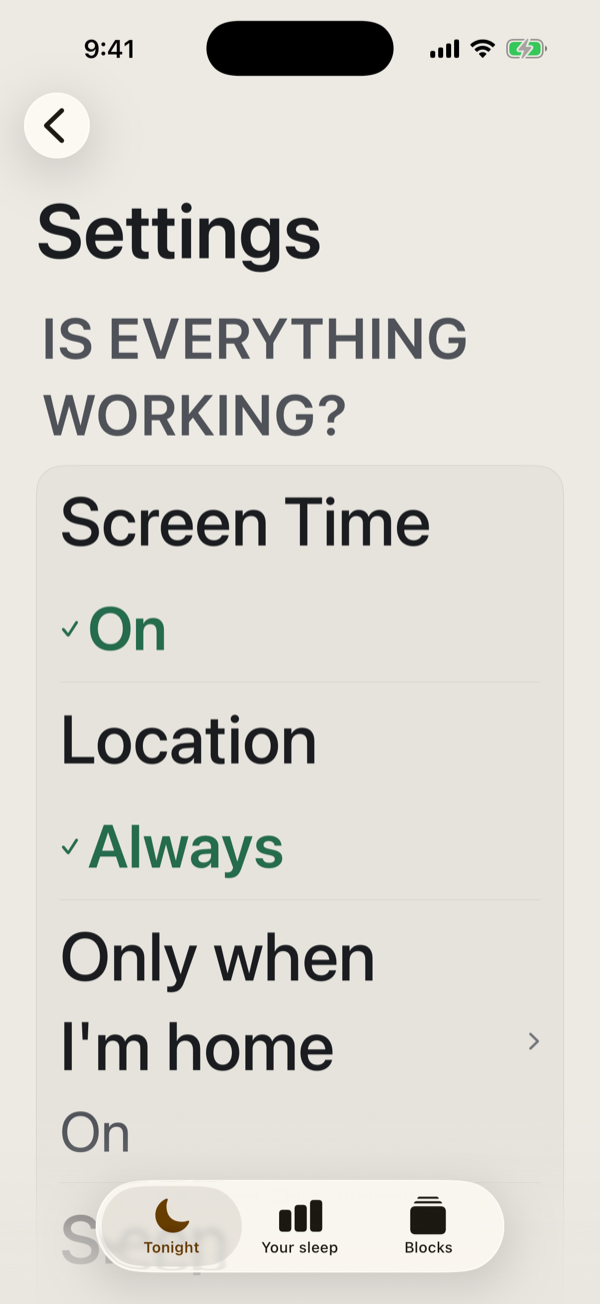 9:41
Settings
IS EVERYTHING
WORKING?
Screen Time
On
Location
Always
Only when
I'm home
On
Sleep
Tonight
Your sleep
Blocks